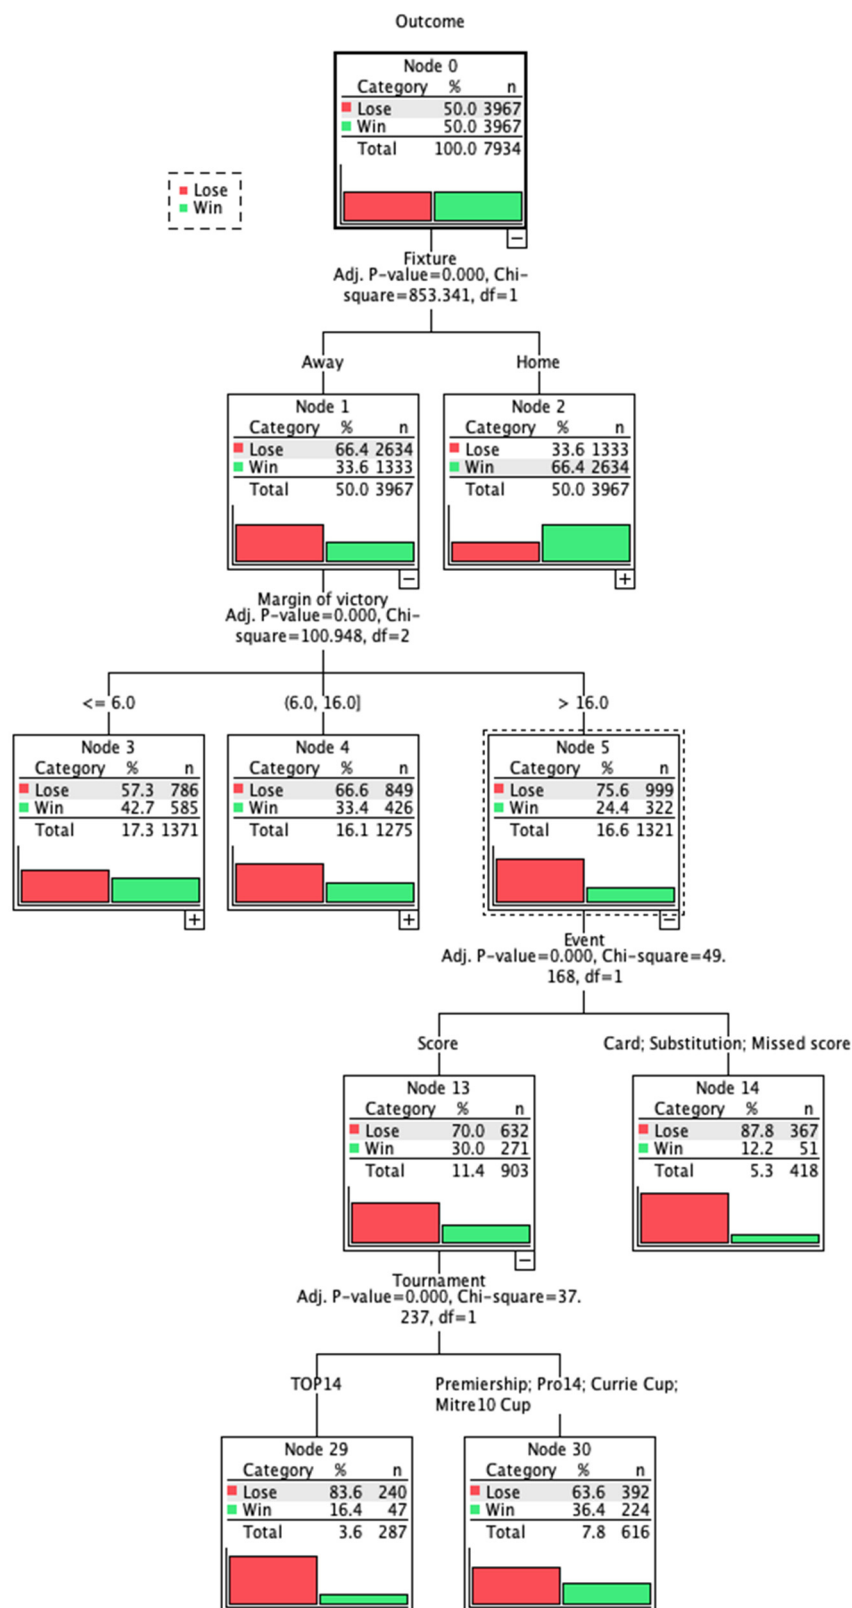 Outcome
Node 0
Category % n
Lose 50.0 3967
Win 50.0 3967
Total 100.0 7934
Lose
Win
−
Fixture
Adj. P-value=0.000, Chi-
square=853.341, df=1
Away
Home
Node 1
Category % n
Lose 66.4 2634
Win 33.6 1333
Total 50.0 3967
−
Node 2
Category % n
Lose 33.6 1333
Win 66.4 2634
Total 50.0 3967
+
Margin of victory
Adj. P-value=0.000, Chi-
square=100.948, df=2
<= 6.0
(6.0, 16.0]
> 16.0
Node 3
Category % n
Lose 57.3 786
Win 42.7 585
Total 17.3 1371
+
Node 4
Category % n
Lose 66.6 849
Win 33.4 426
Total 16.1 1275
+
Node 5
Category % n
Lose 75.6 999
Win 24.4 322
Total 16.6 1321
−
Event
Adj. P-value=0.000, Chi-square=49.
168, df=1
Score
Card; Substitution; Missed score
Node 13
Category % n
Lose 70.0 632
Win 30.0 271
Total 11.4 903
−
Node 14
Category % n
Lose 87.8 367
Win 12.2 51
Total 5.3 418
Tournament
Adj. P-value=0.000, Chi-square=37.
237, df=1
TOP14
Premiership; Pro14; Currie Cup;
Mitre10 Cup
Node 29
Category % n
Lose 83.6 240
Win 16.4 47
Total 3.6 287
Node 30
Category % n
Lose 63.6 392
Win 36.4 224
Total 7.8 616